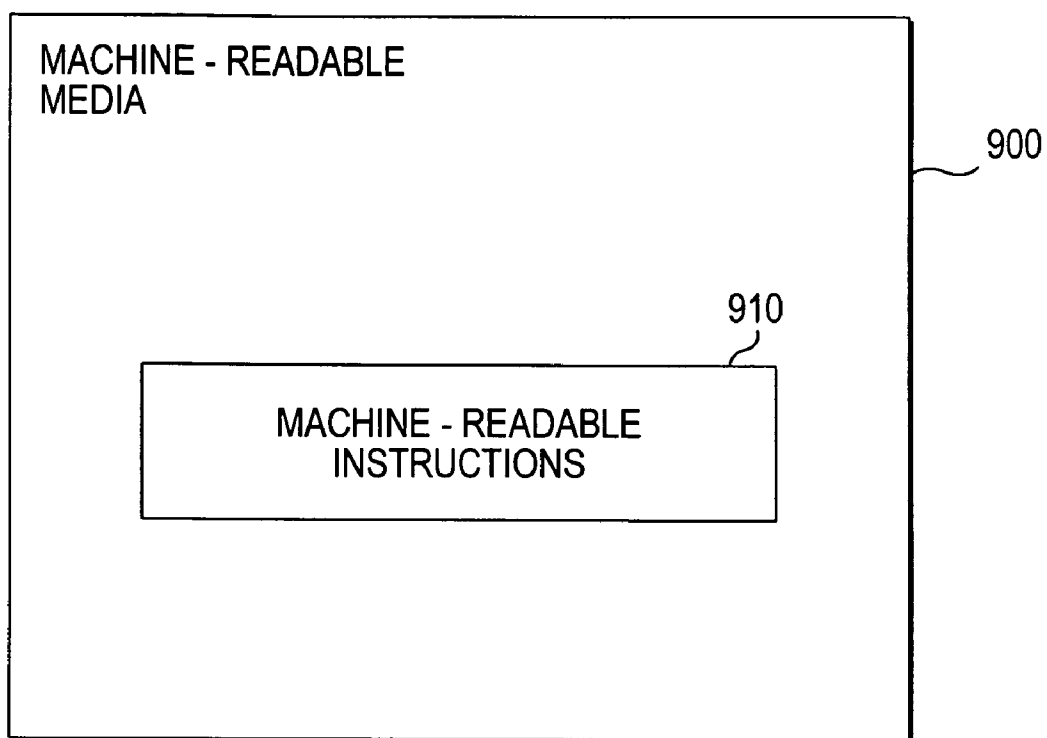 MACHINE - READABLE
MEDIA
900
910
MACHINE - READABLE
INSTRUCTIONS